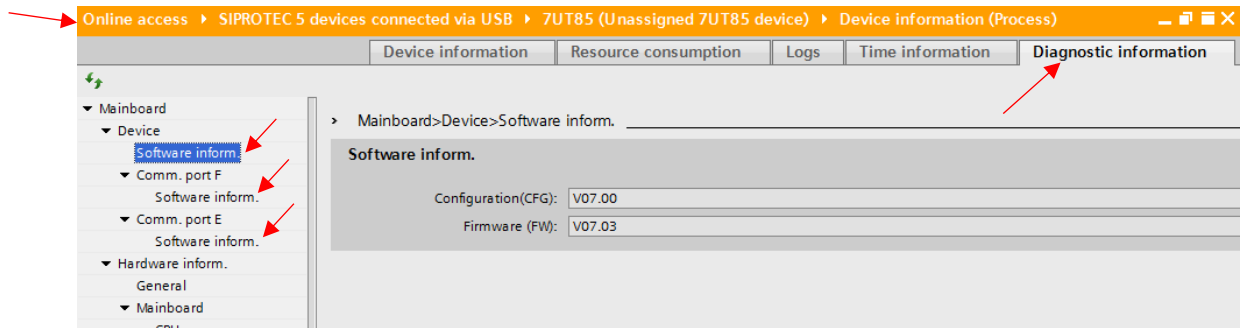 Online access ▸ SIPROTEC 5 devices connected via USB ▸ 7UT85 (Unassigned 7UT85 device) ▸ Device information (Process)
Device information Resource consumption Logs Time information Diagnostic information
Mainboard
Device
Software inform.
Comm. port F
Software inform.
Comm. port E
Software inform.
Hardware inform.
General
Mainboard
CPU
Mainboard>Device>Software inform.
Software inform.
Configuration(CFG): V07.00
Firmware (FW): V07.03